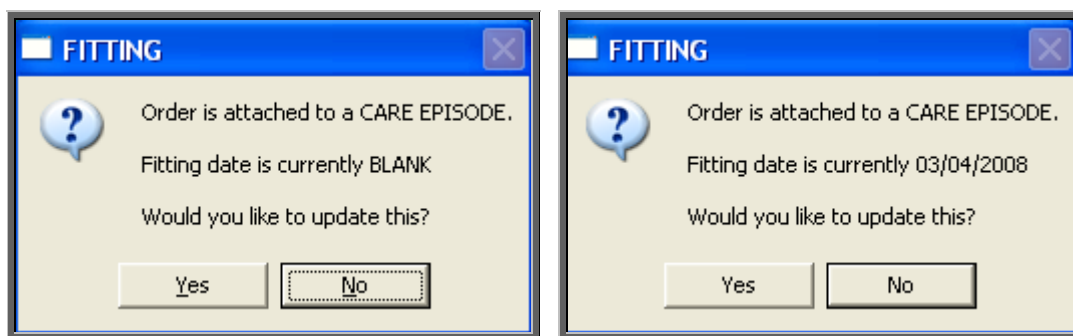 FITTING
Order is attached to a CARE EPISODE.
Fitting date is currently BLANK
Would you like to update this?
Yes
No
FITTING
Order is attached to a CARE EPISODE.
Fitting date is currently 03/04/2008
Would you like to update this?
Yes
No